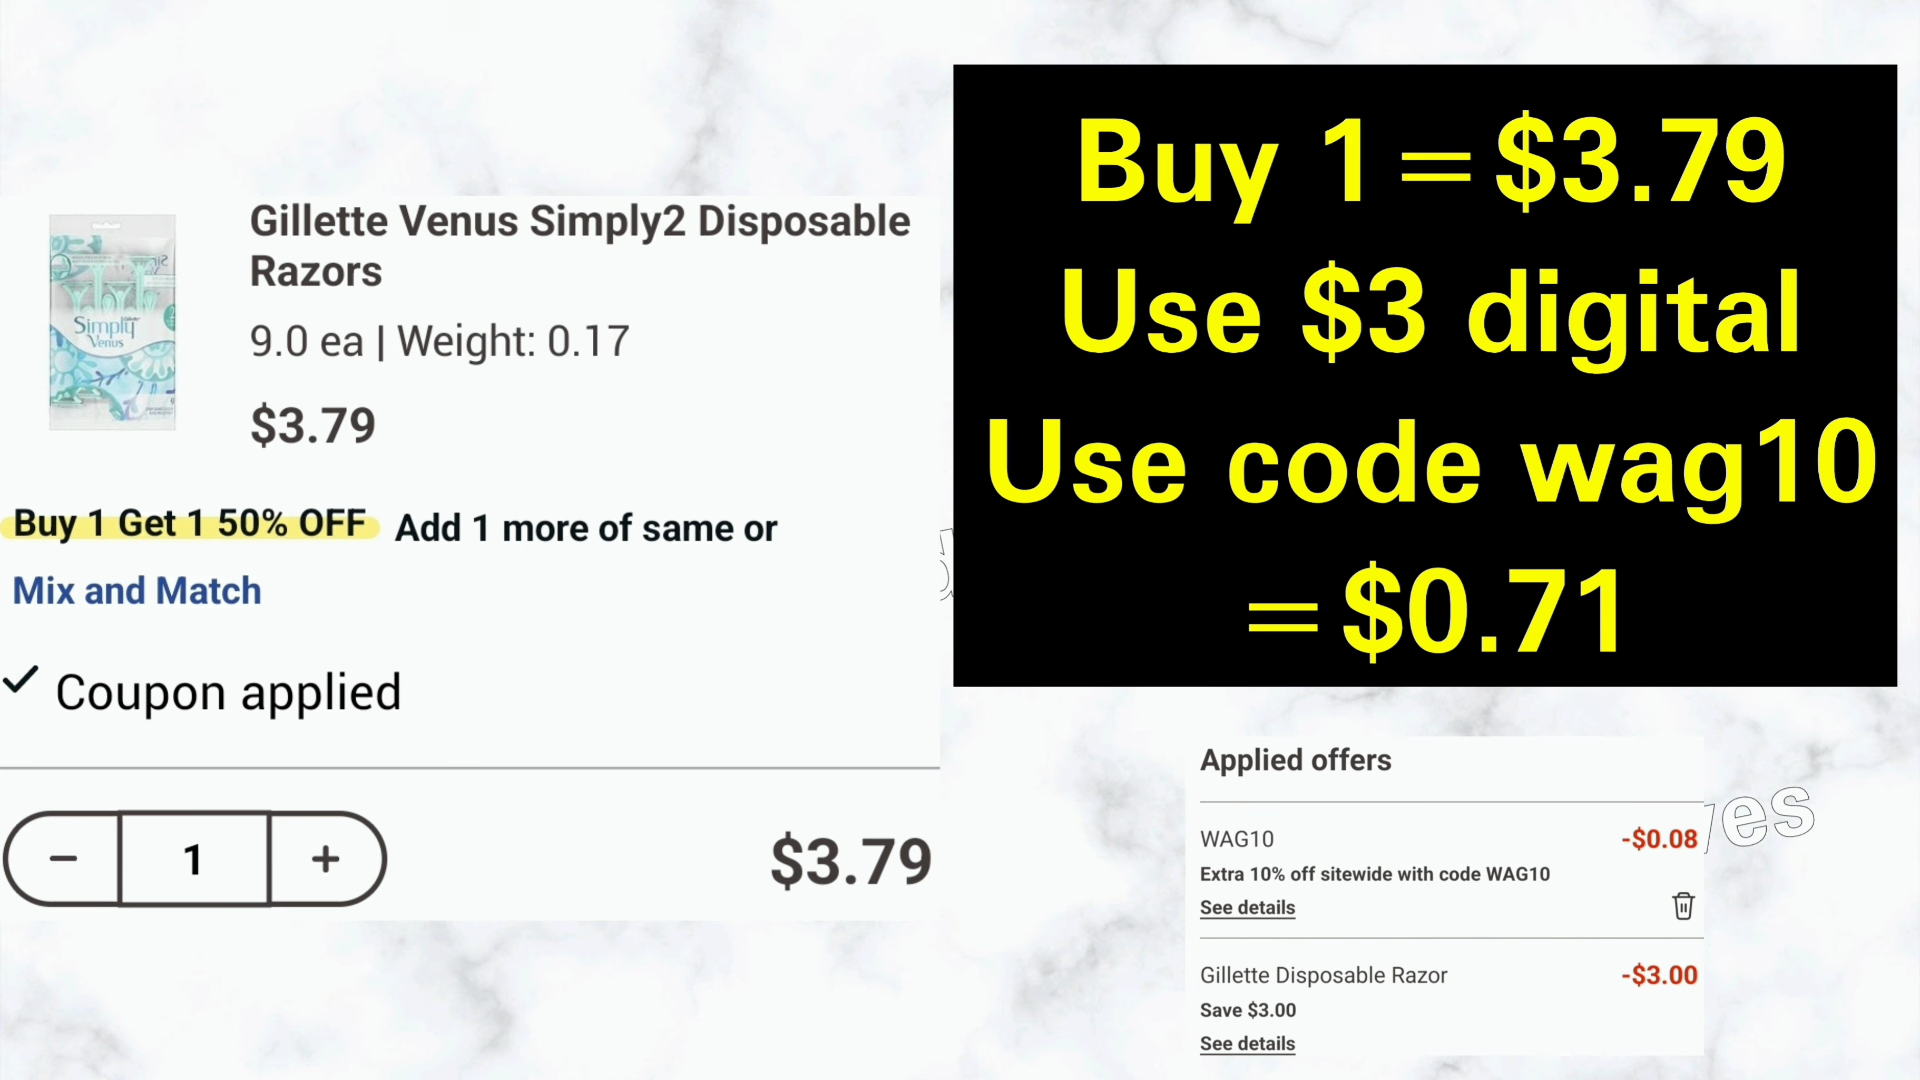 Gillette Venus Simply2 Disposable
Razors
9.0 ea | Weight: 0.17
$3.79
Buy 1 Get 1 50% OFF Add 1 more of same or
Mix and Match
Coupon applied
1
$3.79
Simply
Venus
Buy 1=$3.79
Use $3 digital
Use code wag10
=$0.71
Applied offers
WAG10 -$0.08
Extra 10% off sitewide with code WAG10
See details
Gillette Disposable Razor -$3.00
Save $3.00
See details